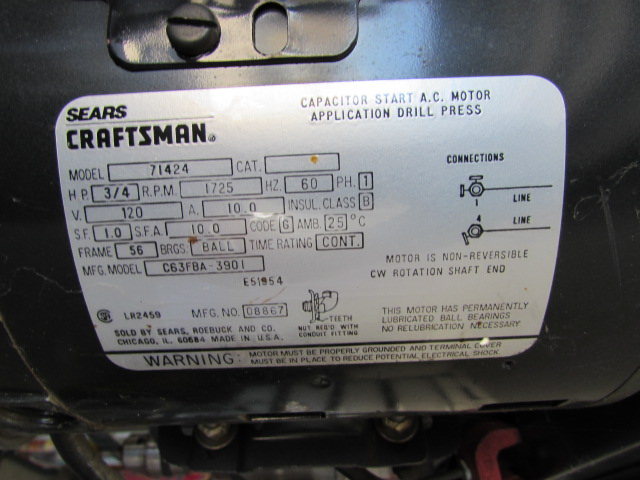 SEARS
CRAFTSMAN®
CAPACITOR START A.C. MOTOR
APPLICATION DRILL PRESS
MODEL 71424 CAT.
H.P. 3/4 R.P.M. 1725 HZ. 60 PH. 1
V. 120 A. 10.0 INSUL. CLASS B
S.F. 1.0 S.F.A. 10.0 CODE G AMB. 25 °C
FRAME 56 BRGS. BALL TIME RATING CONT.
MFG. MODEL C63FBA-3901
E51954
LR2459 MFG. NO. 08867
TEETH
NUT REQ'D WITH
CONDUIT FITTING
SOLD BY SEARS, ROEBUCK AND CO.
CHICAGO, IL. 60684 MADE IN U.S.A.
CONNECTIONS
LINE
1
4
LINE
MOTOR IS NON-REVERSIBLE
CW ROTATION SHAFT END
THIS MOTOR HAS PERMANENTLY
LUBRICATED BALL BEARINGS
NO RELUBRICATION NECESSARY
WARNING: MOTOR MUST BE PROPERLY GROUNDED AND TERMINAL COVER
MUST BE IN PLACE TO REDUCE POTENTIAL ELECTRICAL SHOCK.